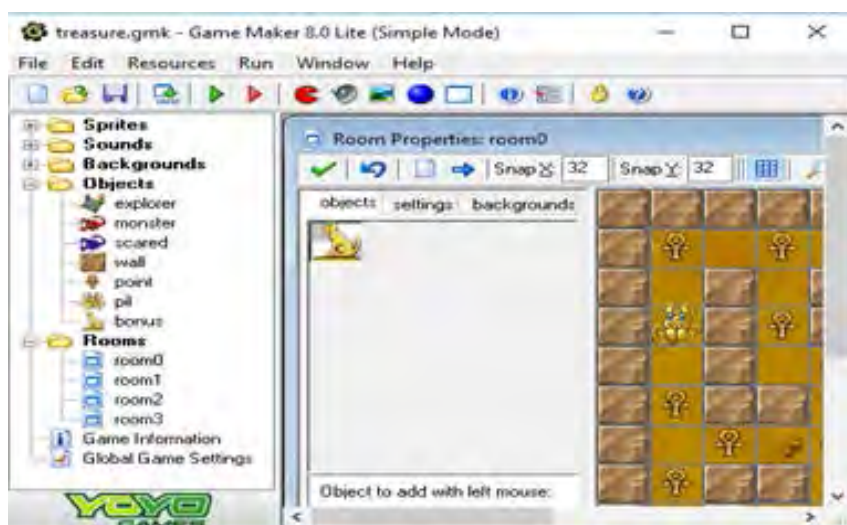 treasure.gmk - Game Maker 8.0 Lite (Simple Mode)
File Edit Resources Run Window Help
Sprites
Sounds
Backgrounds
Objects
explorer
monster
scared
wall
point
pil
bonus
Rooms
room0
room1
room2
room3
Game Information
Global Game Settings
YOYO
GAMES
Room Properties: room0
Snap X: 32 Snap Y: 32
objects settings backgrounds
Object to add with left mouse: